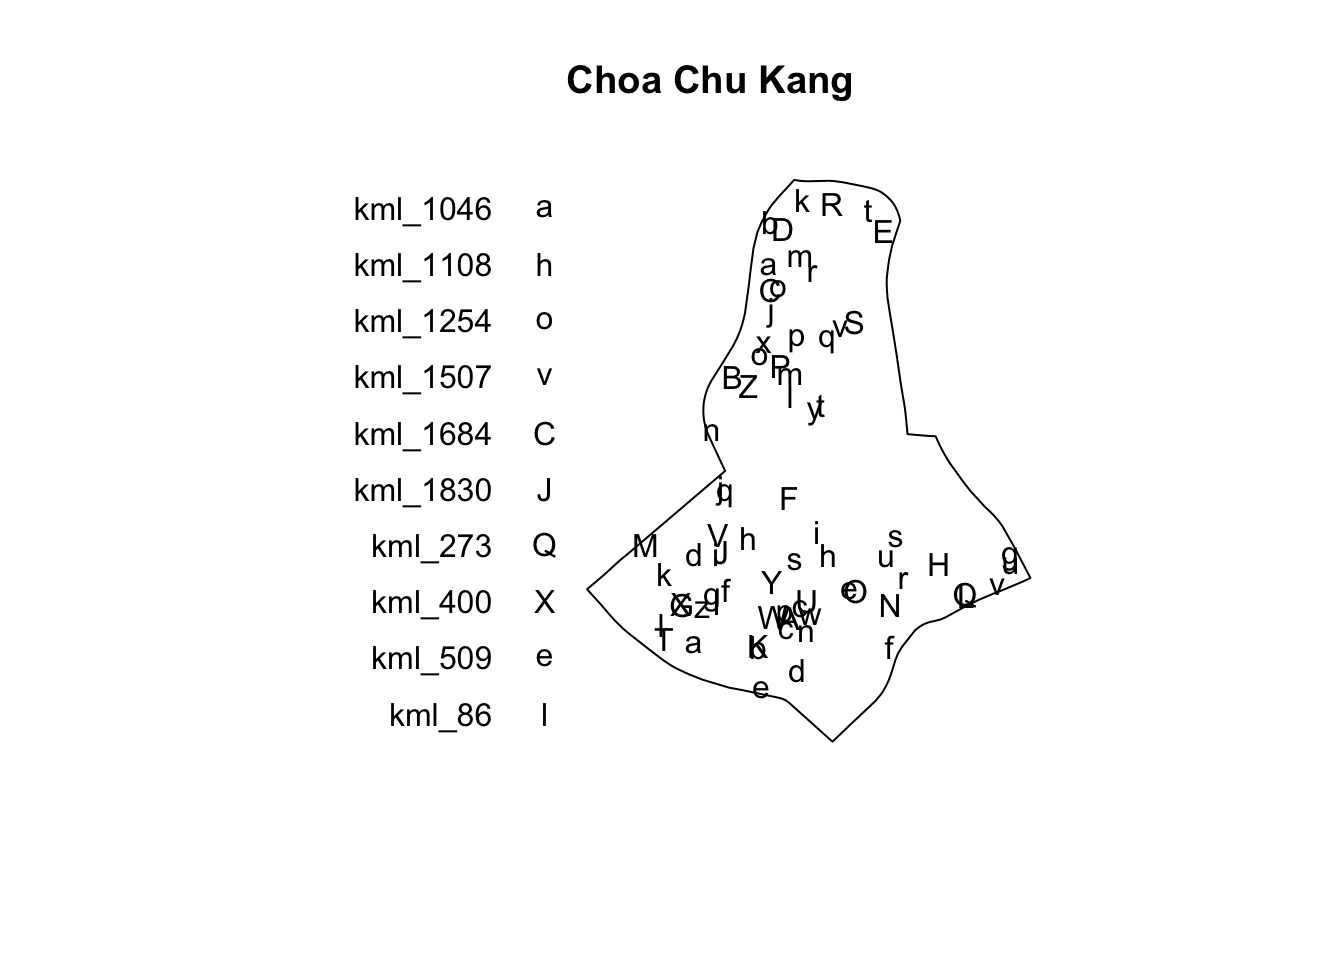 Choa Chu Kang
kml_1046 a
kml_1108 h
kml_1254 o
kml_1507 v
kml_1684 C
kml_1830 J
kml_273 Q
kml_400 X
kml_509 e
kml_86 l
k R t
b D E
a m r
C o
j
x p q v S
o P
B Z m
l y t
n
j q F
V h i s
M d i J s h u H g u
k Y r
G z g f U e O N Q L v
W A w
c n
T a K b f
d
e